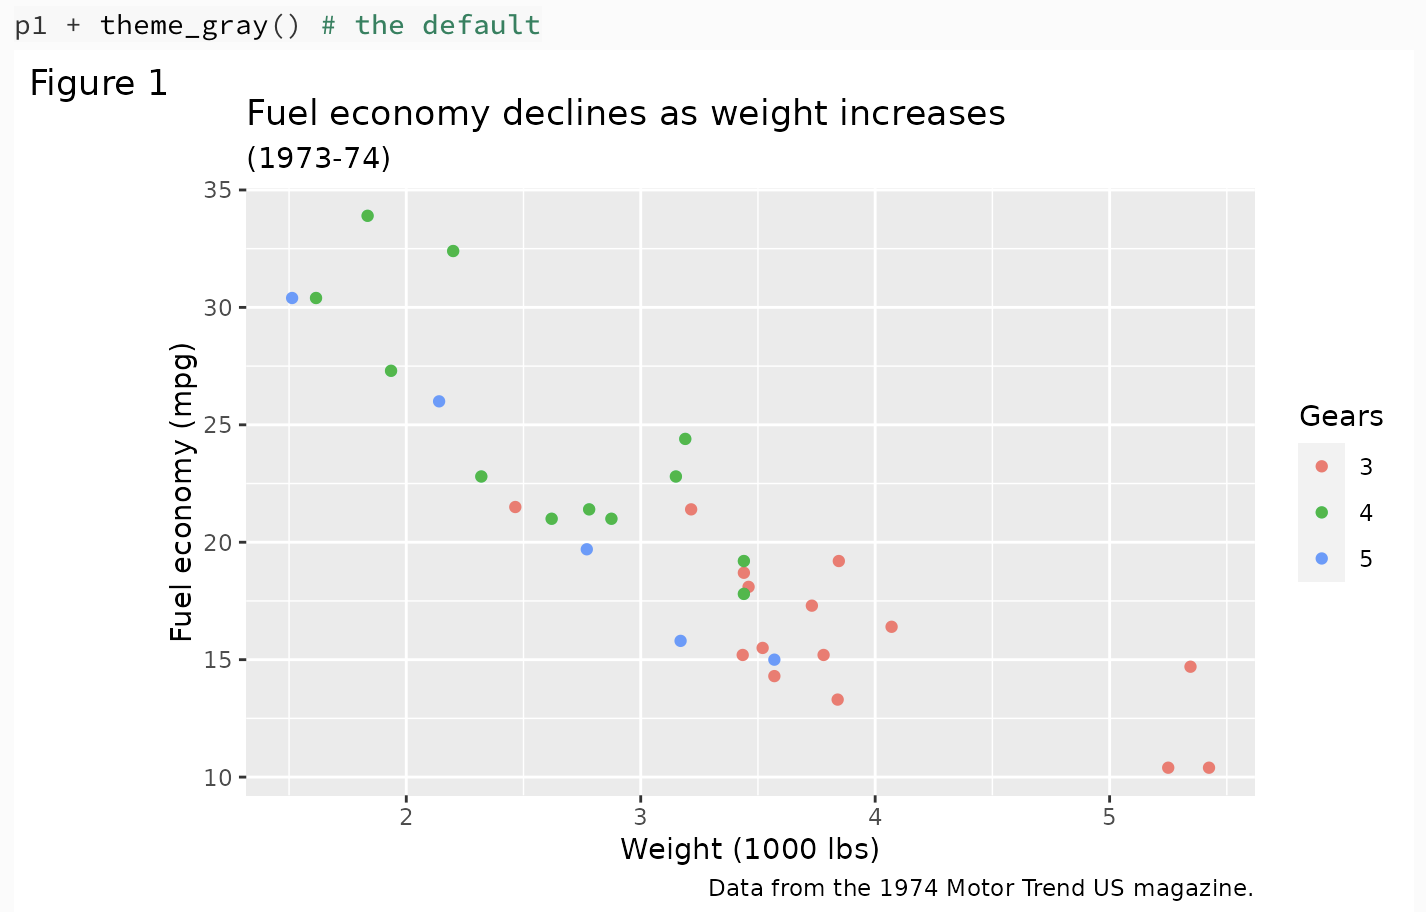 p1 + theme_gray() # the default
Figure 1
Fuel economy declines as weight increases
(1973-74)
35
30
25
20
15
10
Fuel economy (mpg)
2 3 4 5
Weight (1000 lbs)
Gears
3
4
5
Data from the 1974 Motor Trend US magazine.